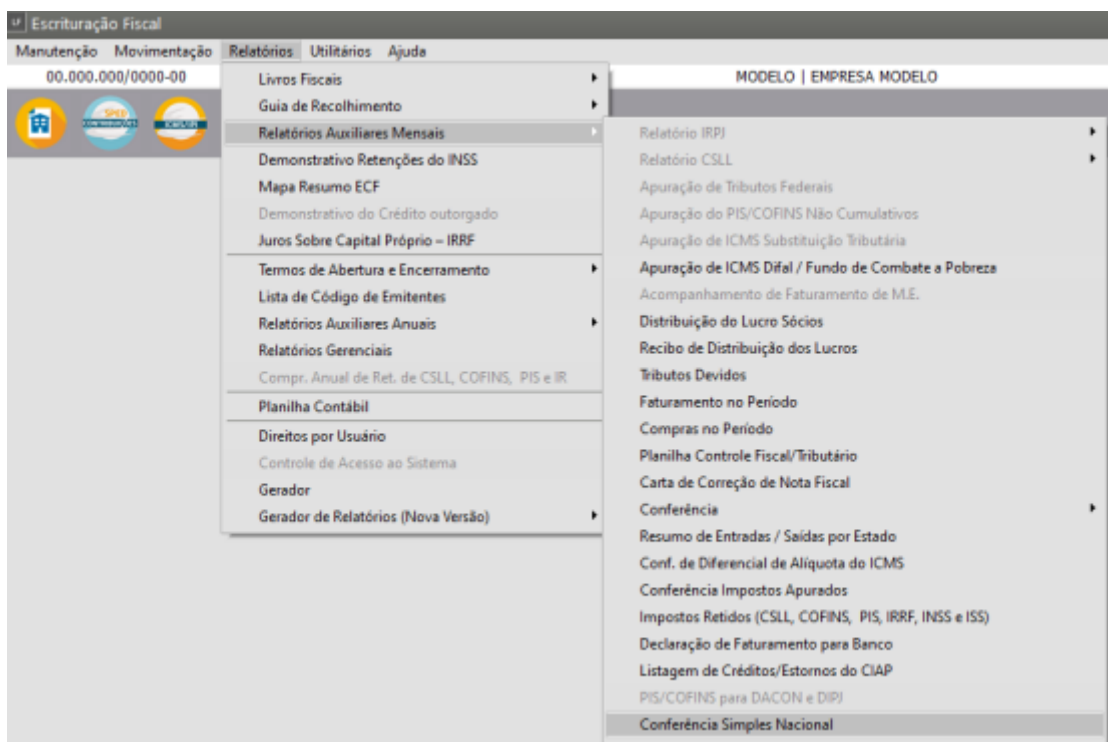 LF Escrituração Fiscal
Manutenção Movimentação Relatórios Utilitários Ajuda
00.000.000/0000-00
MODELO | EMPRESA MODELO
SPED
CONTRIBUIÇÕES
ICMS/IPI
Livros Fiscais
Guia de Recolhimento
Relatórios Auxiliares Mensais
Demonstrativo Retenções do INSS
Mapa Resumo ECF
Demonstrativo do Crédito outorgado
Juros Sobre Capital Próprio – IRRF
Termos de Abertura e Encerramento
Lista de Código de Emitentes
Relatórios Auxiliares Anuais
Relatórios Gerenciais
Compr. Anual de Ret. de CSLL, COFINS, PIS e IR
Planilha Contábil
Direitos por Usuário
Controle de Acesso ao Sistema
Gerador
Gerador de Relatórios (Nova Versão)
Relatório IRPJ
Relatório CSLL
Apuração de Tributos Federais
Apuração do PIS/COFINS Não Cumulativos
Apuração de ICMS Substituição Tributária
Apuração de ICMS Difal / Fundo de Combate a Pobreza
Acompanhamento de Faturamento de M.E.
Distribuição do Lucro Sócios
Recibo de Distribuição dos Lucros
Tributos Devidos
Faturamento no Período
Compras no Período
Planilha Controle Fiscal/Tributário
Carta de Correção de Nota Fiscal
Conferência
Resumo de Entradas / Saídas por Estado
Conf. de Diferencial de Alíquota do ICMS
Conferência Impostos Apurados
Impostos Retidos (CSLL, COFINS, PIS, IRRF, INSS e ISS)
Declaração de Faturamento para Banco
Listagem de Créditos/Estornos do CIAP
PIS/COFINS para DACON e DIPJ
Conferência Simples Nacional